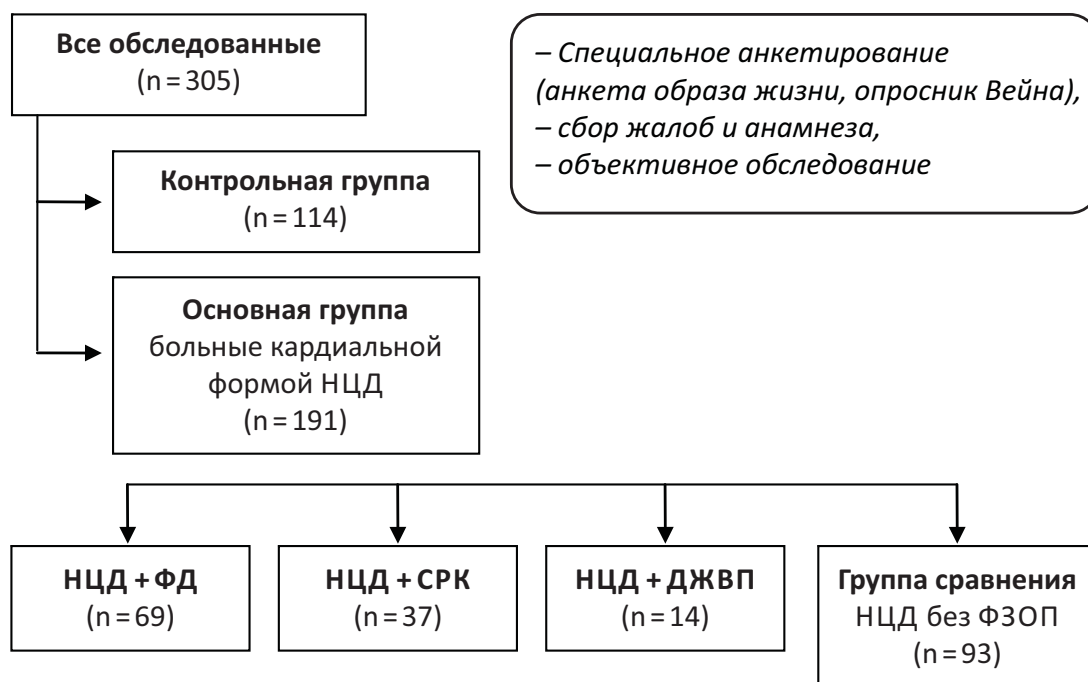 Все обследованные
(n = 305)
– Специальное анкетирование
(анкета образа жизни, опросник Вейна),
– сбор жалоб и анамнеза,
– объективное обследование
Контрольная группа
(n = 114)
Основная группа
больные кардиальной
формой НЦД
(n = 191)
НЦД + ФД
(n = 69)
НЦД + СРК
(n = 37)
НЦД + ДЖВП
(n = 14)
Группа сравнения
НЦД без ФЗОП
(n = 93)